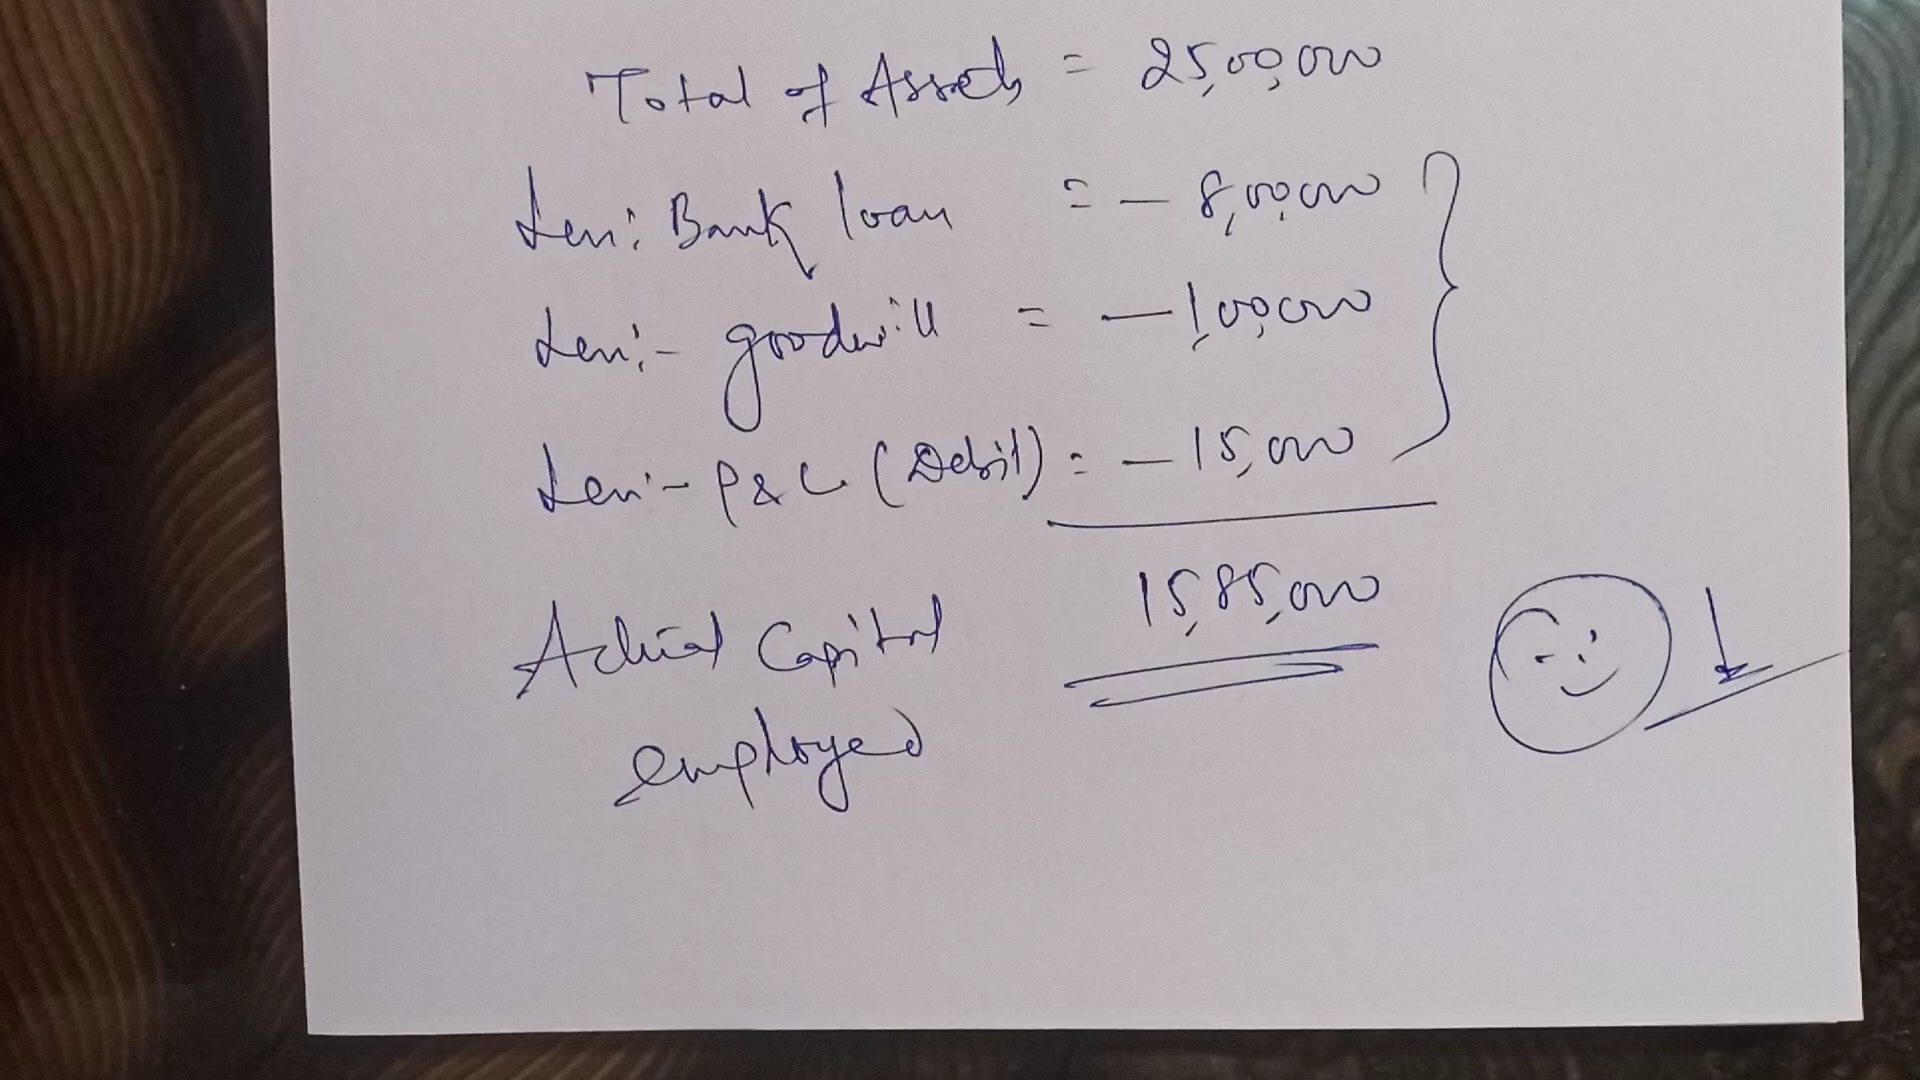 Total of Assets = 25,00,000
Less: Bank loan = - 8,00,000
Less:- goodwill = - 1,00,000
Less:- P&L (Debit) = - 15,000
15,85,000
Actual Capital
employed